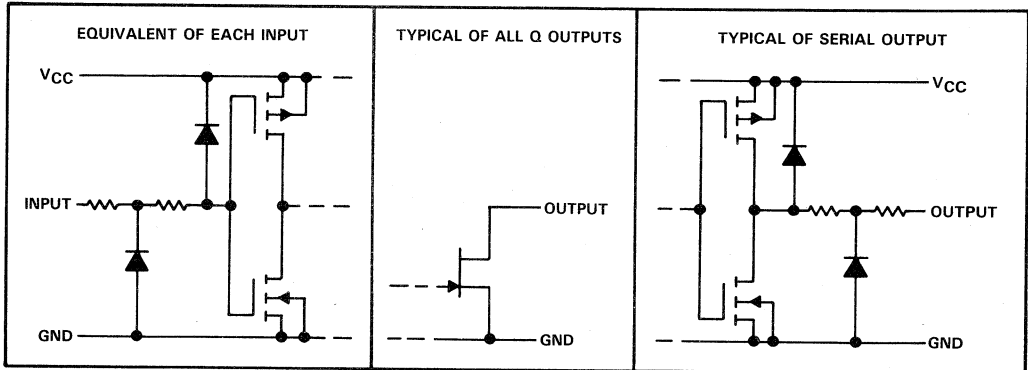 EQUIVALENT OF EACH INPUT
VCC
INPUT
GND
TYPICAL OF ALL Q OUTPUTS
OUTPUT
GND
TYPICAL OF SERIAL OUTPUT
VCC
OUTPUT
GND